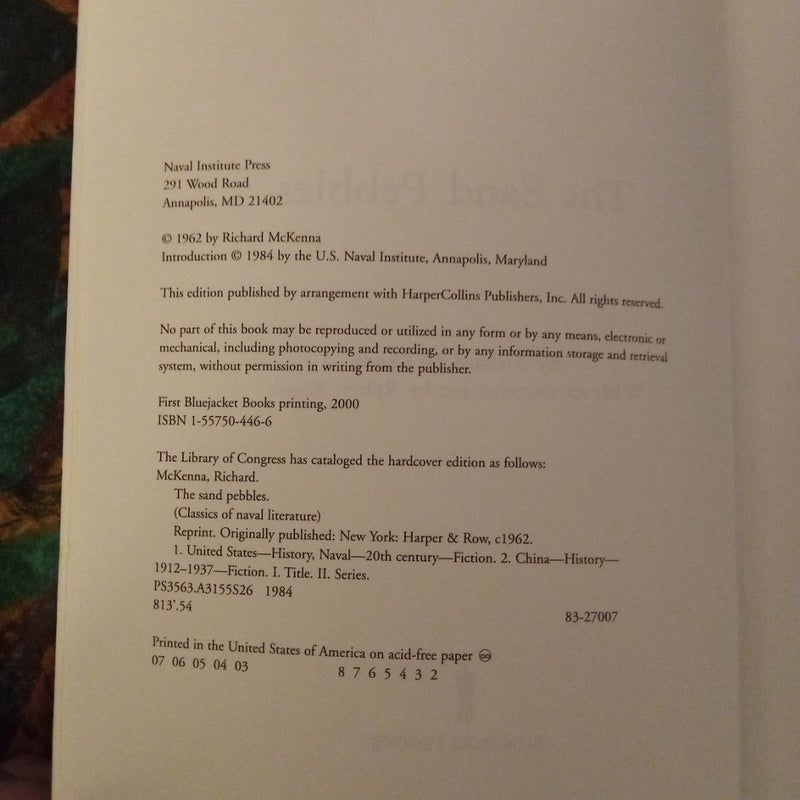 Naval Institute Press
291 Wood Road
Annapolis, MD 21402
© 1962 by Richard McKenna
Introduction © 1984 by the U.S. Naval Institute, Annapolis, Maryland
This edition published by arrangement with HarperCollins Publishers, Inc. All rights reserved.
No part of this book may be reproduced or utilized in any form or by any means, electronic or
mechanical, including photocopying and recording, or by any information storage and retrieval
system, without permission in writing from the publisher.
First Bluejacket Books printing, 2000
ISBN 1-55750-446-6
The Library of Congress has cataloged the hardcover edition as follows:
McKenna, Richard.
The sand pebbles.
(Classics of naval literature)
Reprint. Originally published: New York: Harper & Row, c1962.
1. United States—History, Naval—20th century—Fiction. 2. China—History—
1912–1937—Fiction. I. Title. II. Series.
PS3563.A3155S26 1984
813'.54 83-27007
Printed in the United States of America on acid-free paper ♾
07 06 05 04 03 8 7 6 5 4 3 2